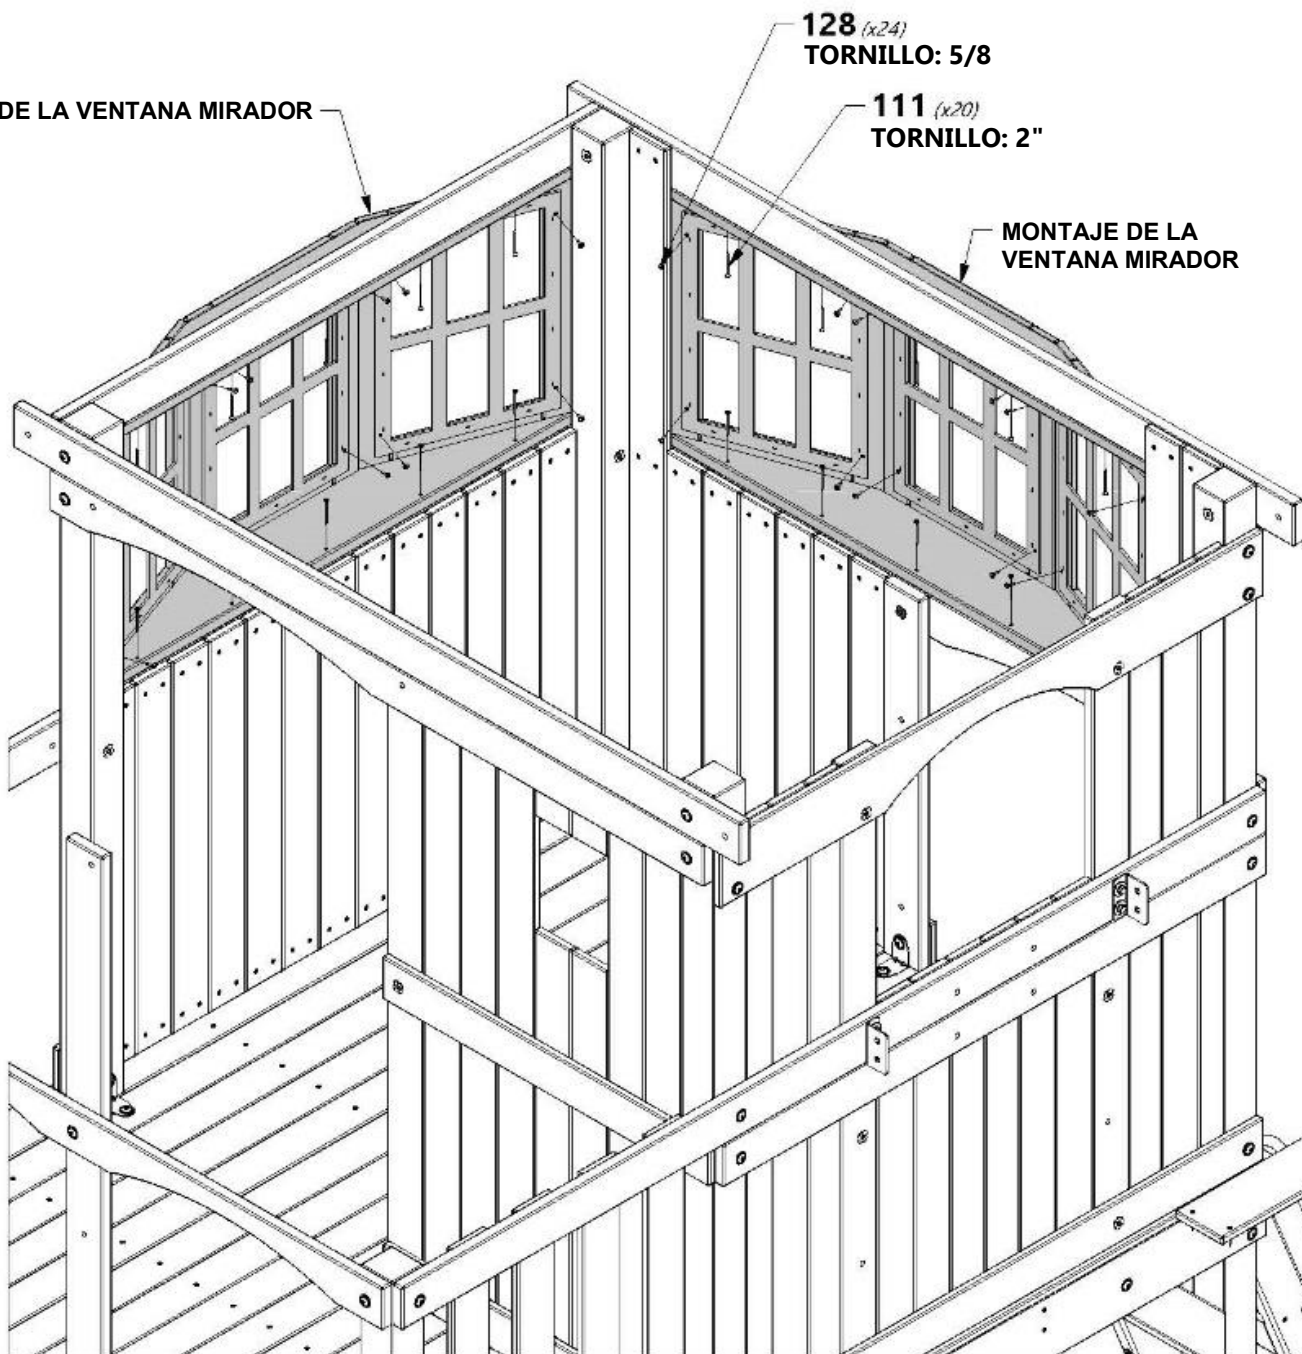 128 (x24)
TORNILLO: 5/8
DE LA VENTANA MIRADOR
111 (x20)
TORNILLO: 2"
MONTAJE DE LA
VENTANA MIRADOR